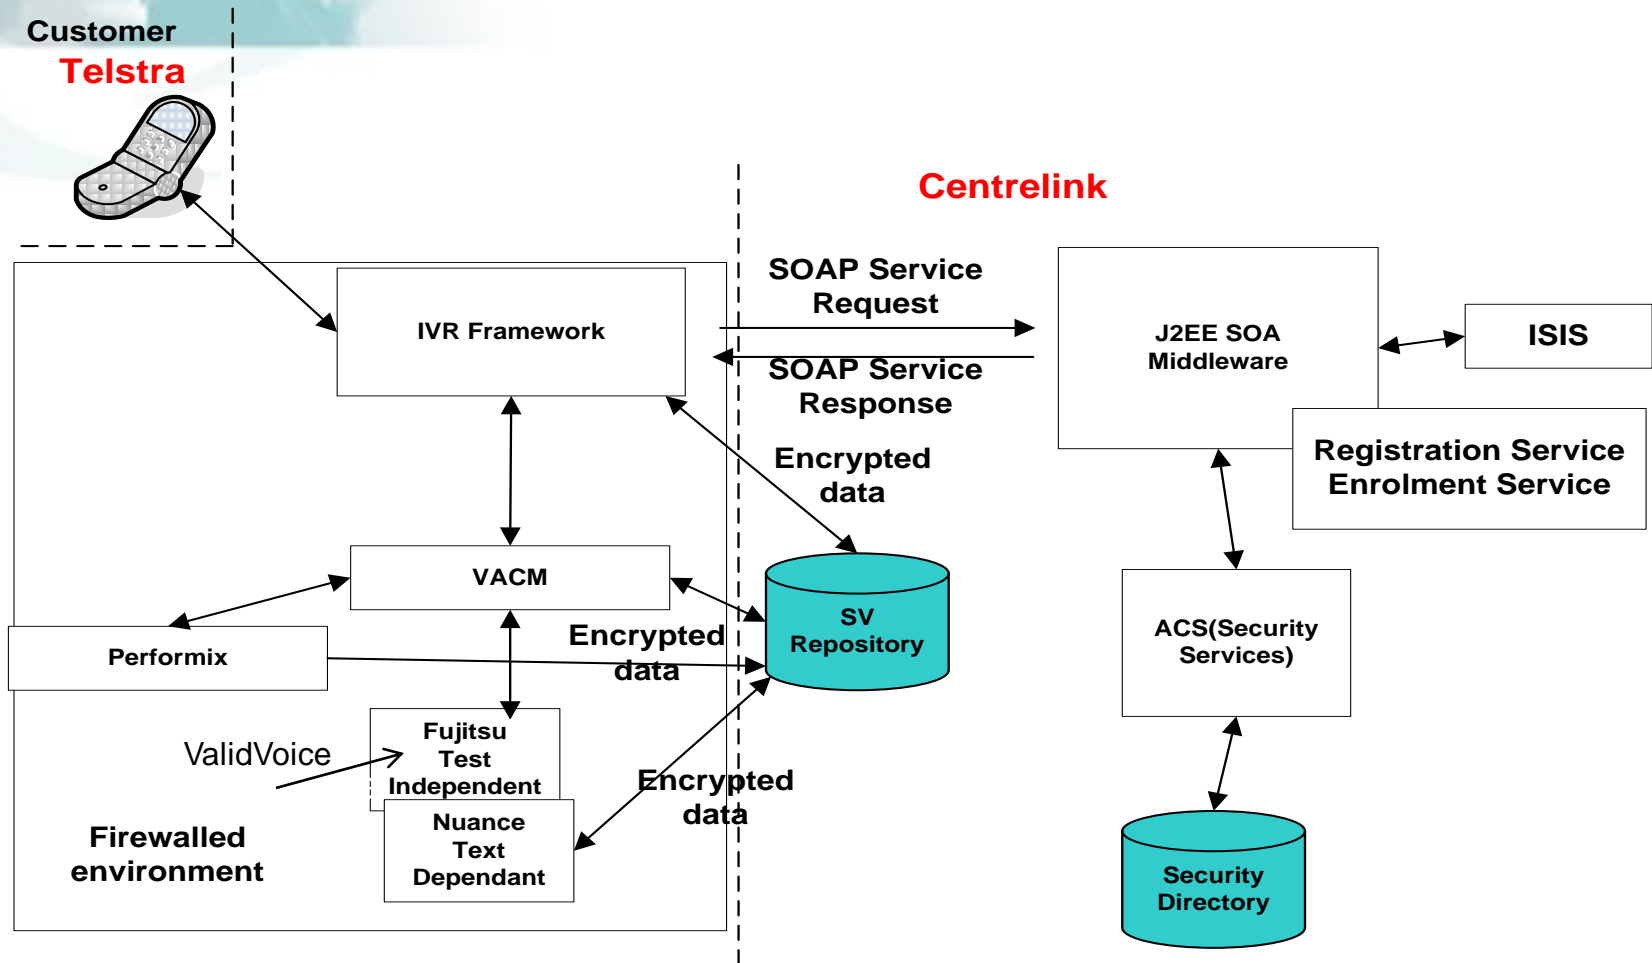 Customer
Telstra
Centrelink
SOAP Service
Request
IVR Framework
J2EE SOA
Middleware
ISIS
SOAP Service
Response
Encrypted
data
Registration Service
Enrolment Service
VACM
SV
Repository
Encrypted
data
ACS(Security
Services)
Performix
Fujitsu
Test
Independent
ValidVoice
Encrypted
data
Nuance
Text
Dependant
Firewalled
environment
Security
Directory